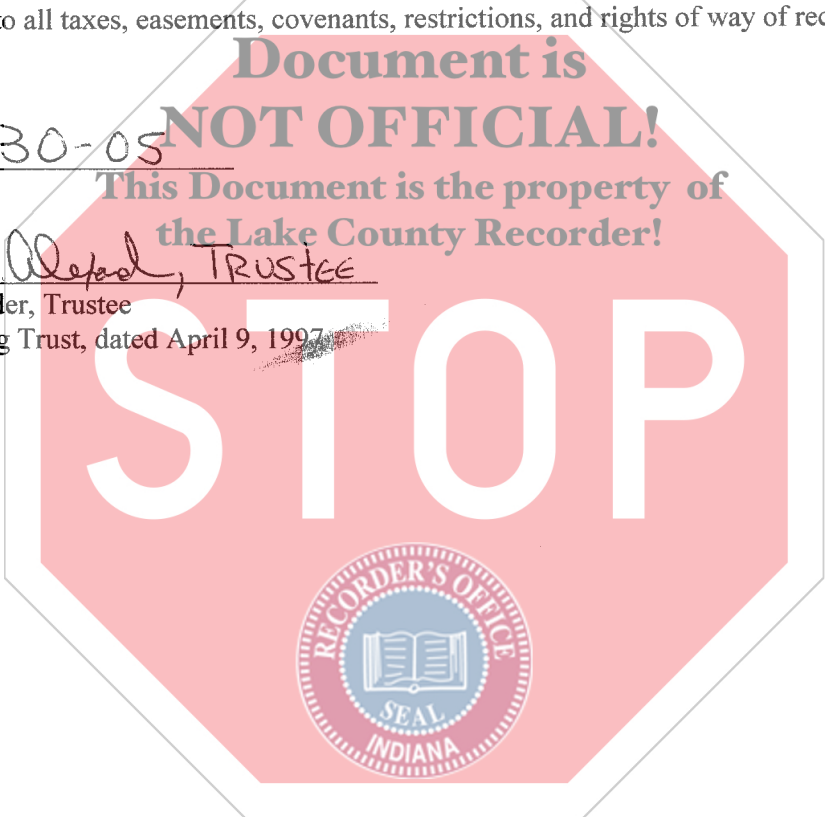 to all taxes, easements, covenants, restrictions, and rights of way of rec
Document is
NOT OFFICIAL!
30-05
This Document is the property of
the Lake County Recorder!
, TRUSTEE
er, Trustee
g Trust, dated April 9, 1997
STOP
RECORDER'S OFFICE
SEAL
INDIANA